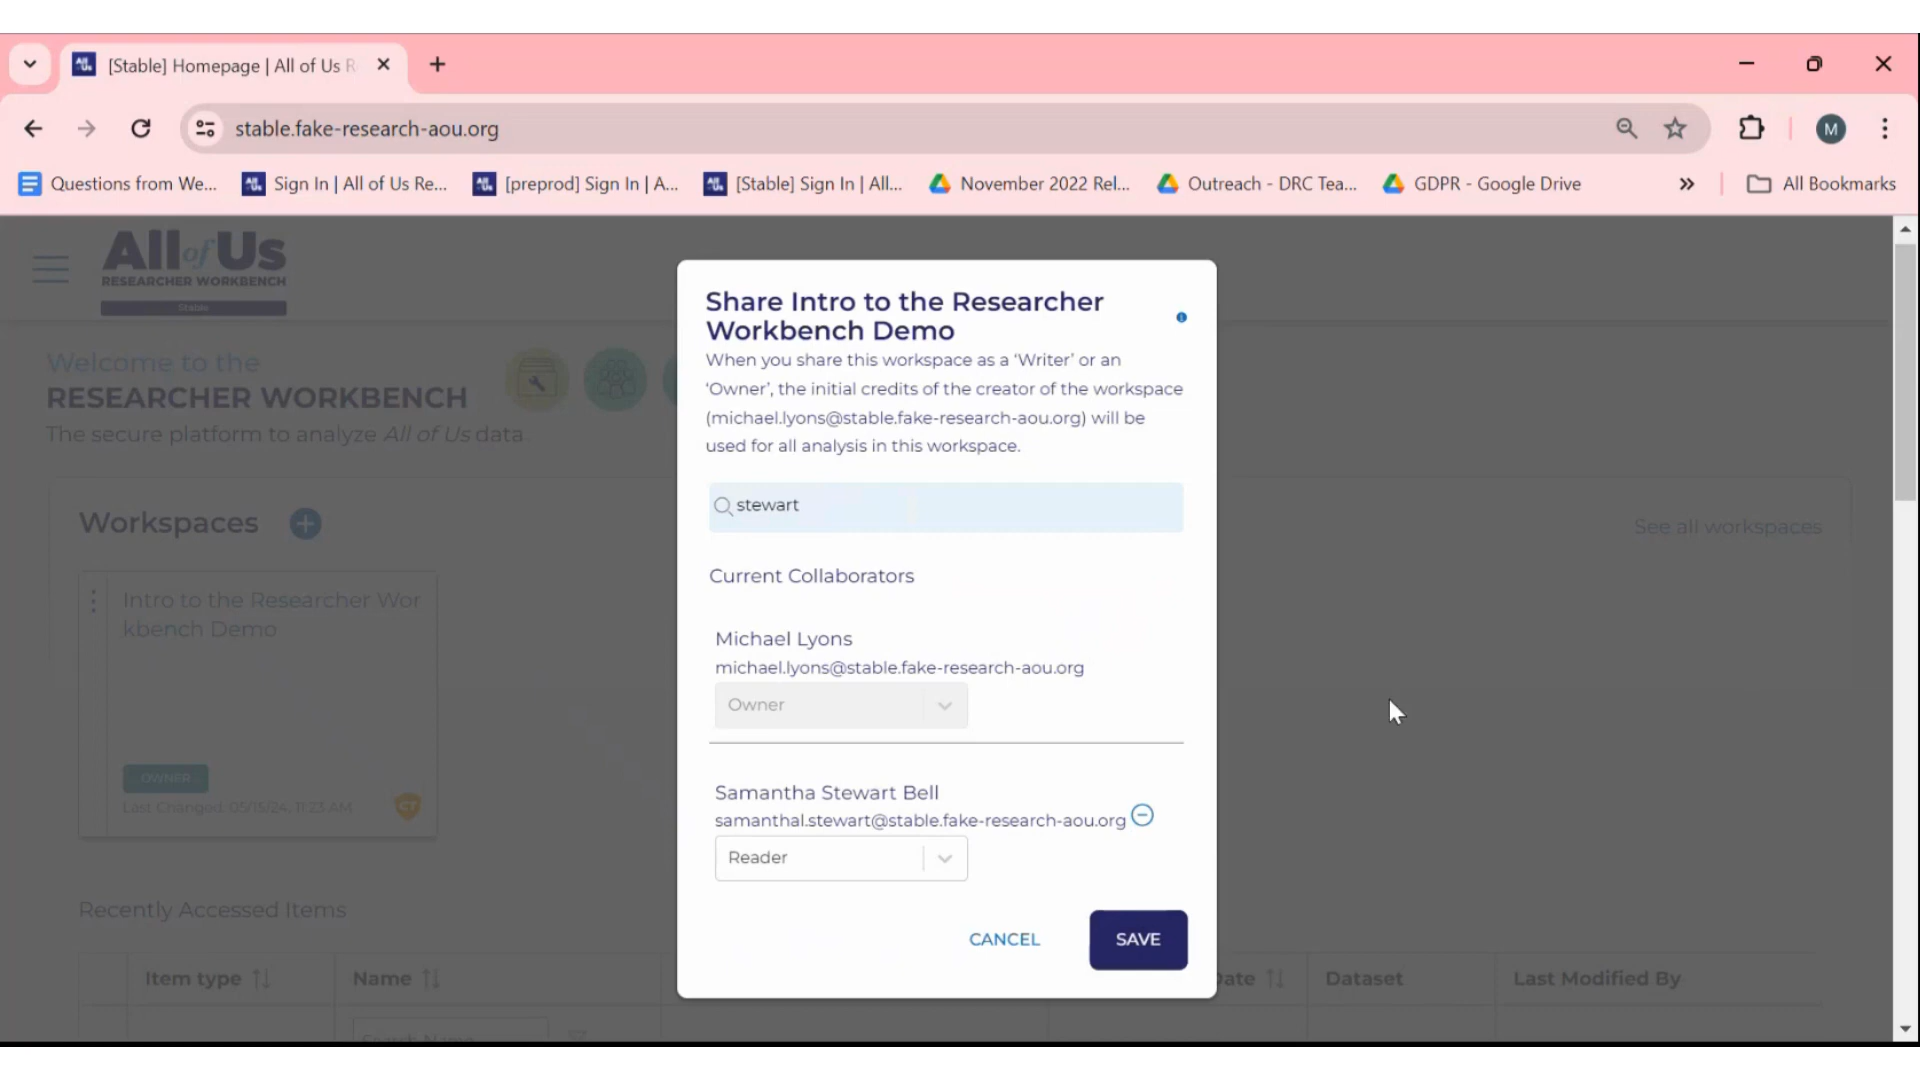 [Stable] Homepage | All of Us R
stable.fake-research-aou.org
M
Questions from We...
Sign In | All of Us Re...
[preprod] Sign In | A...
[Stable] Sign In | All...
November 2022 Rel...
Outreach - DRC Tea...
GDPR - Google Drive
All Bookmarks
All of Us
RESEARCHER WORKBENCH
Stable
Welcome to the
RESEARCHER WORKBENCH
The secure platform to analyze All of Us data.
Workspaces
See all workspaces
Intro to the Researcher Wor
kbench Demo
OWNER
Last Changed: 05/15/24, 11:23 AM
CT
Recently Accessed Items
Item type
Name
Date
Dataset
Last Modified By
Search Name
Share Intro to the Researcher
Workbench Demo
When you share this workspace as a ‘Writer’ or an
‘Owner’, the initial credits of the creator of the workspace
(michael.lyons@stable.fake-research-aou.org) will be
used for all analysis in this workspace.
stewart
Current Collaborators
Michael Lyons
michael.lyons@stable.fake-research-aou.org
Owner
Samantha Stewart Bell
samanthal.stewart@stable.fake-research-aou.org
Reader
CANCEL
SAVE